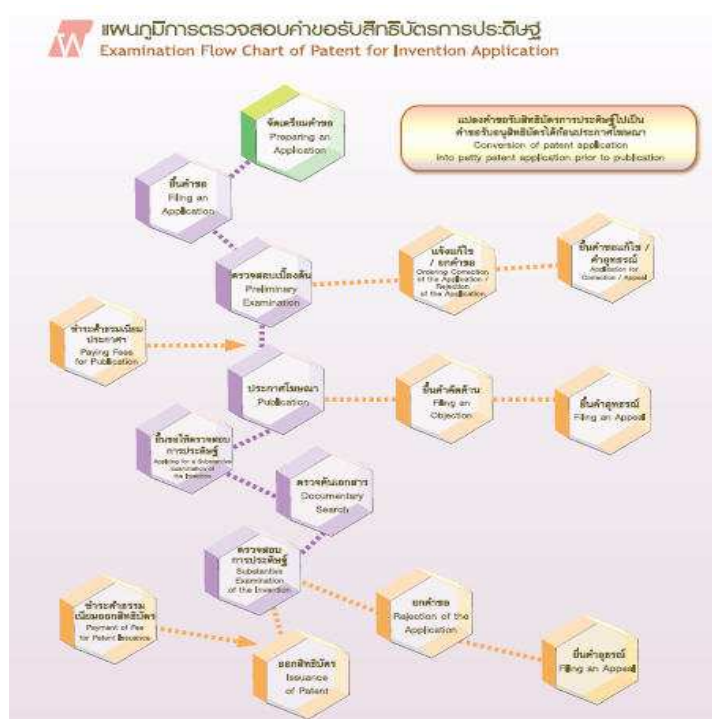 แผนภูมิการตรวจสอบคำขอรับสิทธิบัตรการประดิษฐ์
Examination Flow Chart of Patent for Invention Application
จัดเตรียมคำขอ
Preparing an
Application
แปลงคำขอรับสิทธิบัตรการประดิษฐ์ไปเป็น
คำขอรับอนุสิทธิบัตรได้ก่อนประกาศโฆษณา
Conversion of patent application
into petty patent application prior to publication
ยื่นคำขอ
Filing an
Application
ตรวจสอบเบื้องต้น
Preliminary
Examination
แจ้งแก้ไข
/ ยกคำขอ
Ordering Correction
of the Application /
Rejection
of the Application
ยื่นคำขอแก้ไข /
คำอุทธรณ์
Application for
Correction / Appeal
ชำระค่าธรรมเนียม
ประกาศฯ
Paying Fees
for Publication
ประกาศโฆษณา
Publication
ยื่นคำคัดค้าน
Filing an
Objection
ยื่นคำอุทธรณ์
Filing an Appeal
ยื่นขอให้ตรวจสอบ
การประดิษฐ์
Applying for a Substantive
Examination of
the Invention
ตรวจค้นเอกสาร
Documentary
Search
ตรวจสอบ
การประดิษฐ์
Substantive
Examination
of the Invention
ชำระค่าธรรม
เนียมออกสิทธิบัตร
Payment of Fee
for Patent Issuance
ยกคำขอ
Rejection of the
Application
ออกสิทธิบัตร
Issuance
of Patent
ยื่นคำอุธรณ์
Filing an Appeal